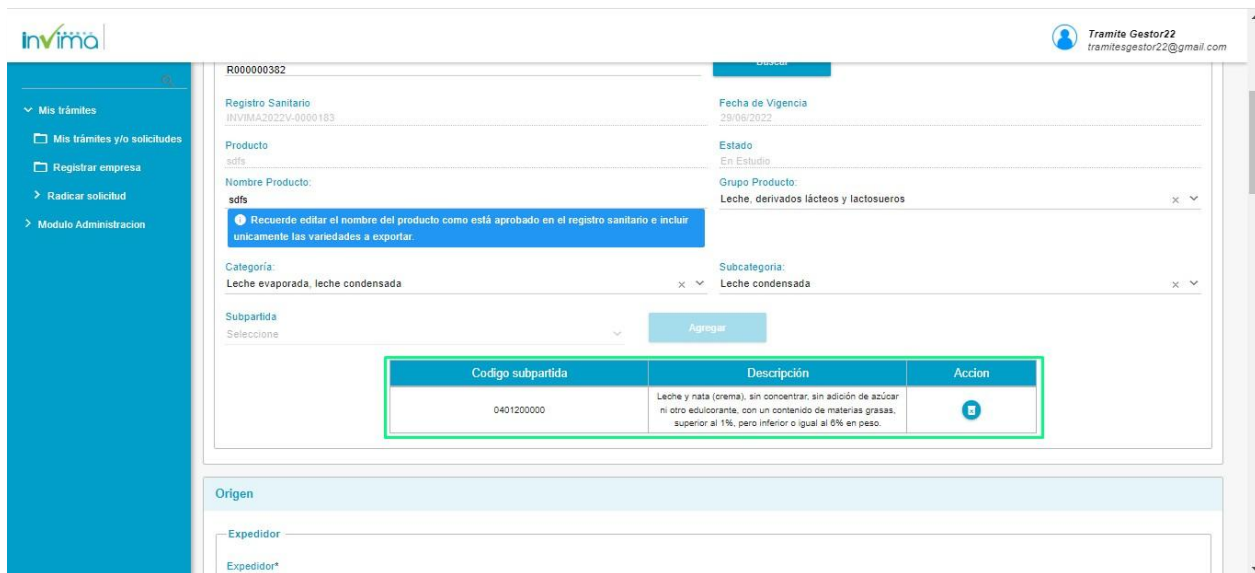 invima
Tramite Gestor22
tramitesgestor22@gmail.com
R000000382
Buscar
Mis trámites
Mis trámites y/o solicitudes
Registrar empresa
Radicar solicitud
Modulo Administracion
Registro Sanitario
INVIMA2022V-0000183
Fecha de Vigencia
29/06/2022
Producto
sdfs
Estado
En Estudio
Nombre Producto:
sdfs
Grupo Producto:
Leche, derivados lácteos y lactosueros
Recuerde editar el nombre del producto como está aprobado en el registro sanitario e incluir
unicamente las variedades a exportar.
Categoría:
Leche evaporada, leche condensada
Subcategoria:
Leche condensada
Subpartida
Seleccione
Agregar
Codigo subpartida
Descripción
Accion
0401200000
Leche y nata (crema), sin concentrar, sin adición de azúcar
ni otro edulcorante, con un contenido de materias grasas,
superior al 1%, pero inferior o igual al 6% en peso.
Origen
Expedidor
Expedidor*